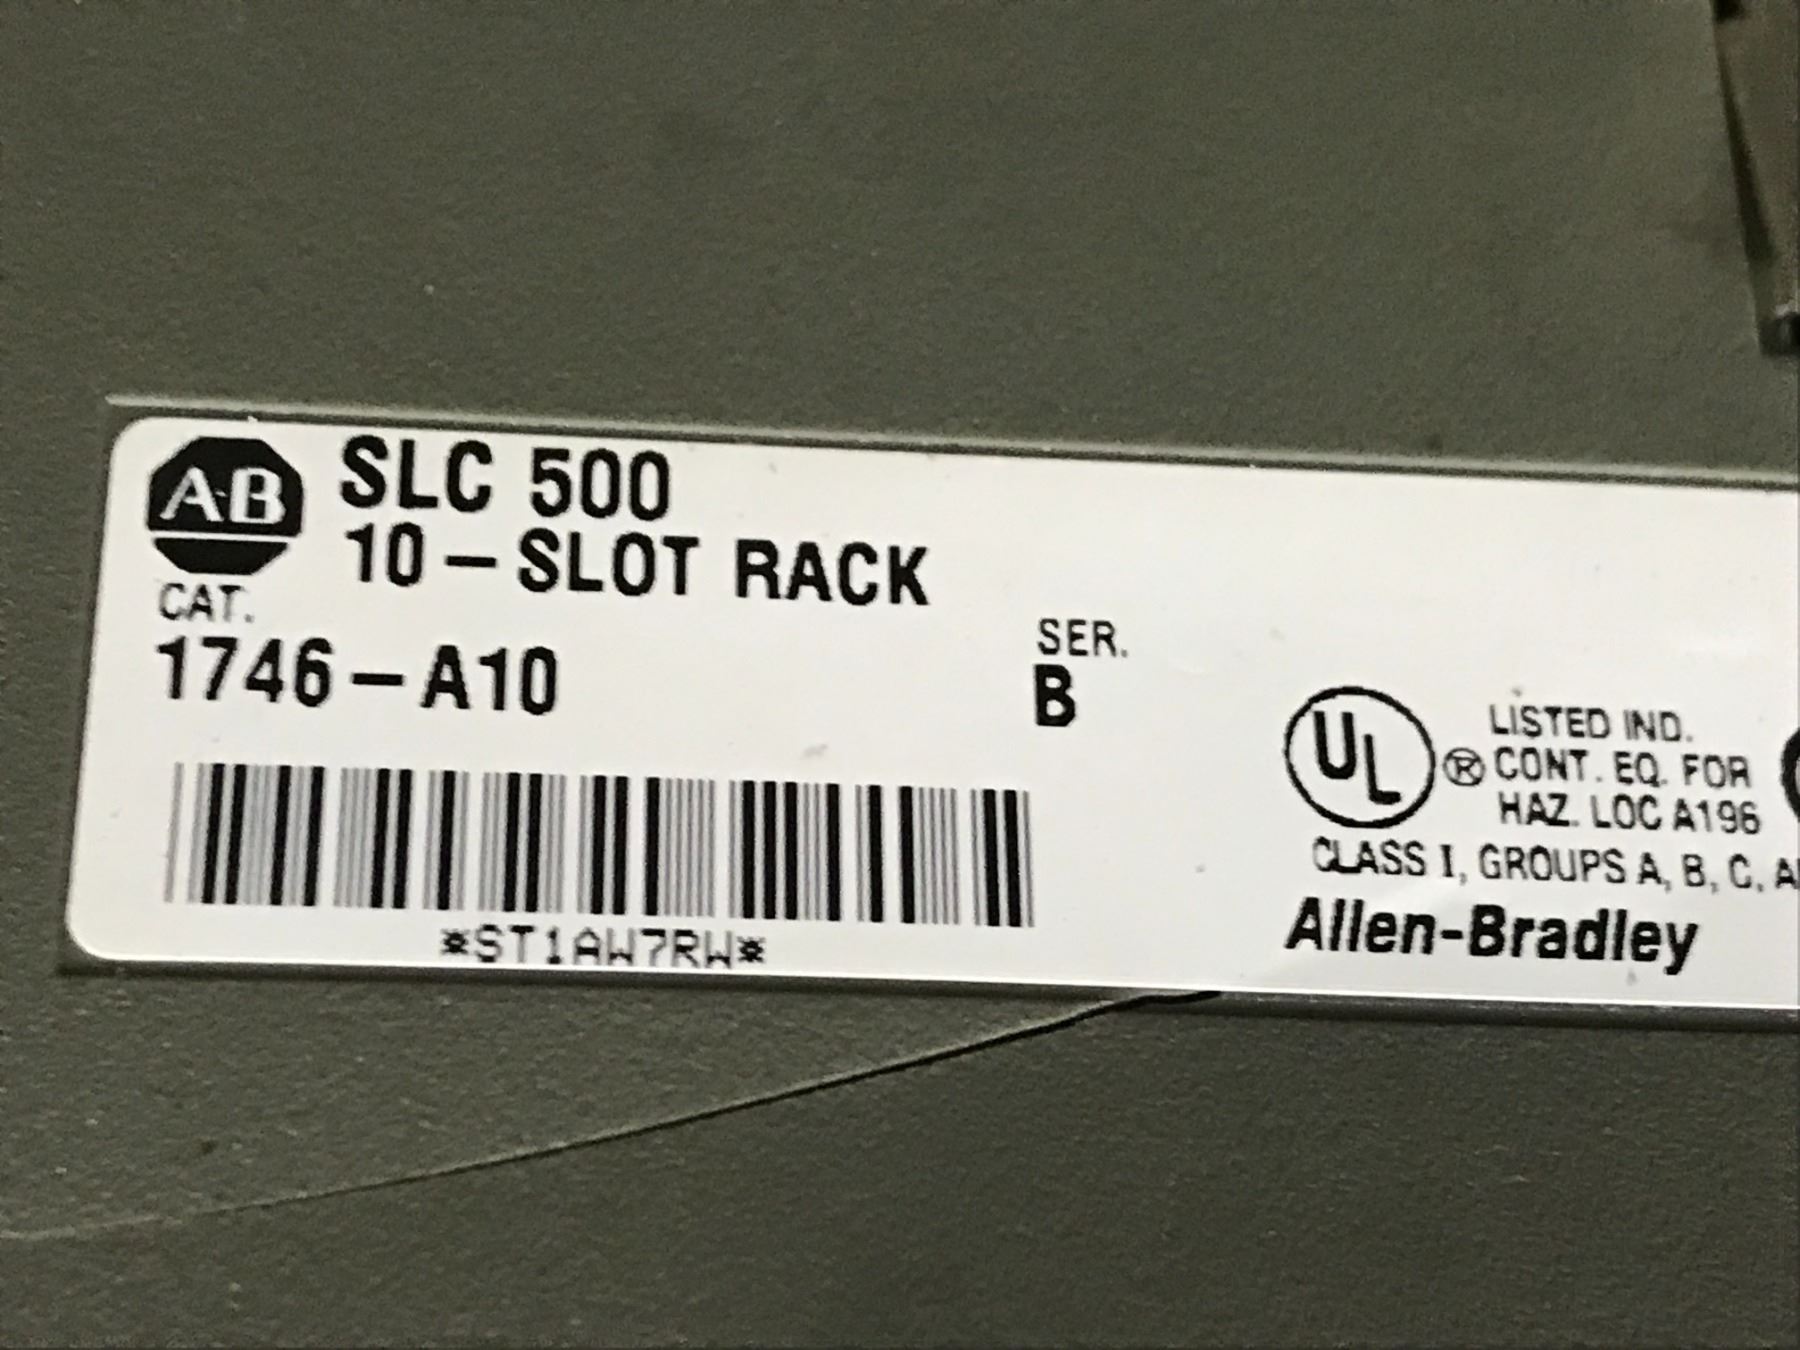 A-B
SLC 500
10-SLOT RACK
CAT.
1746-A10
SER.
B
*ST1AW7RW*
UL
®
LISTED IND.
CONT. EQ. FOR
HAZ. LOC A196
CLASS I, GROUPS A, B, C,
Allen-Bradley